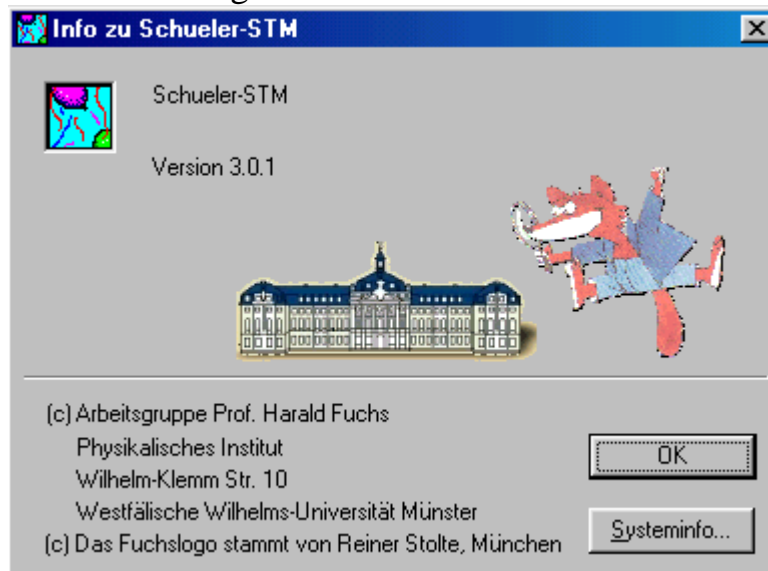 Info zu Schueler-STM
Schueler-STM
Version 3.0.1
(c) Arbeitsgruppe Prof. Harald Fuchs
Physikalisches Institut
Wilhelm-Klemm Str. 10
Westfälische Wilhelms-Universität Münster
(c) Das Fuchslogo stammt von Reiner Stolte, München
OK
Systeminfo...